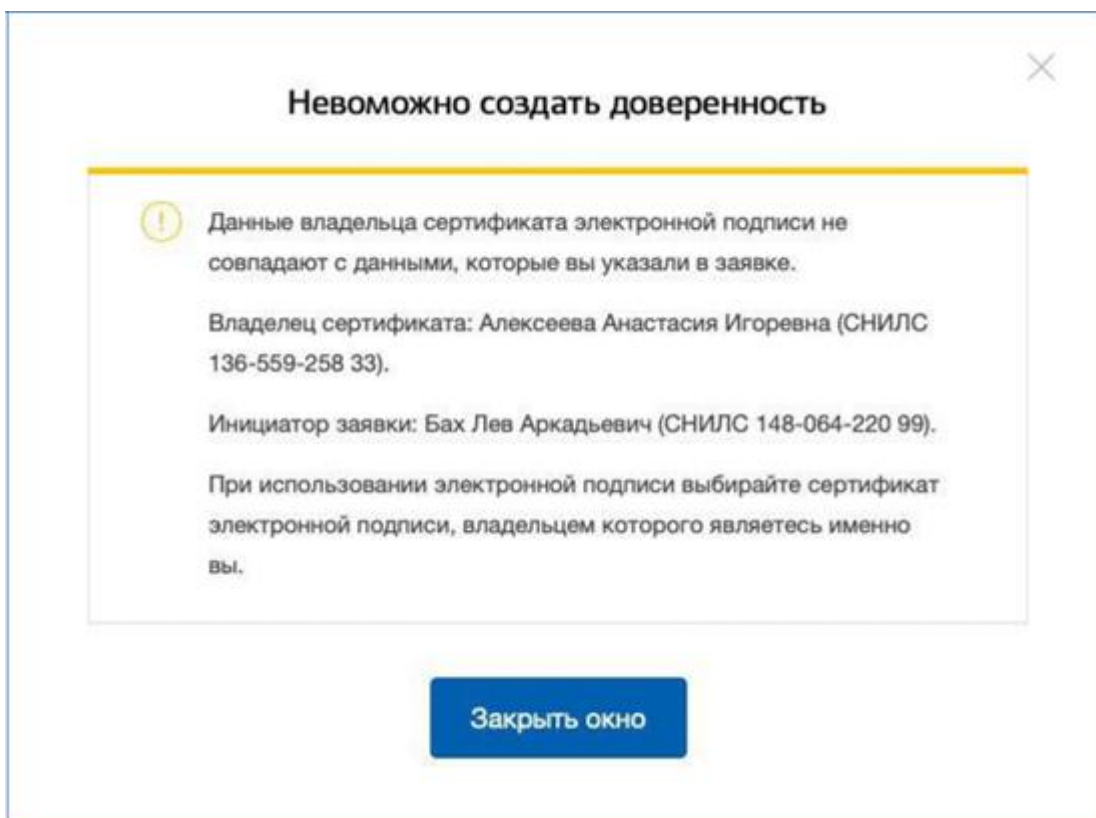 Невоможно создать доверенность
Данные владельца сертификата электронной подписи не
совпадают с данными, которые вы указали в заявке.
Владелец сертификата: Алексеева Анастасия Игоревна (СНИЛС
136-559-258 33).
Инициатор заявки: Бах Лев Аркадьевич (СНИЛС 148-064-220 99).
При использовании электронной подписи выбирайте сертификат
электронной подписи, владельцем которого являетесь именно
вы.
Закрыть окно